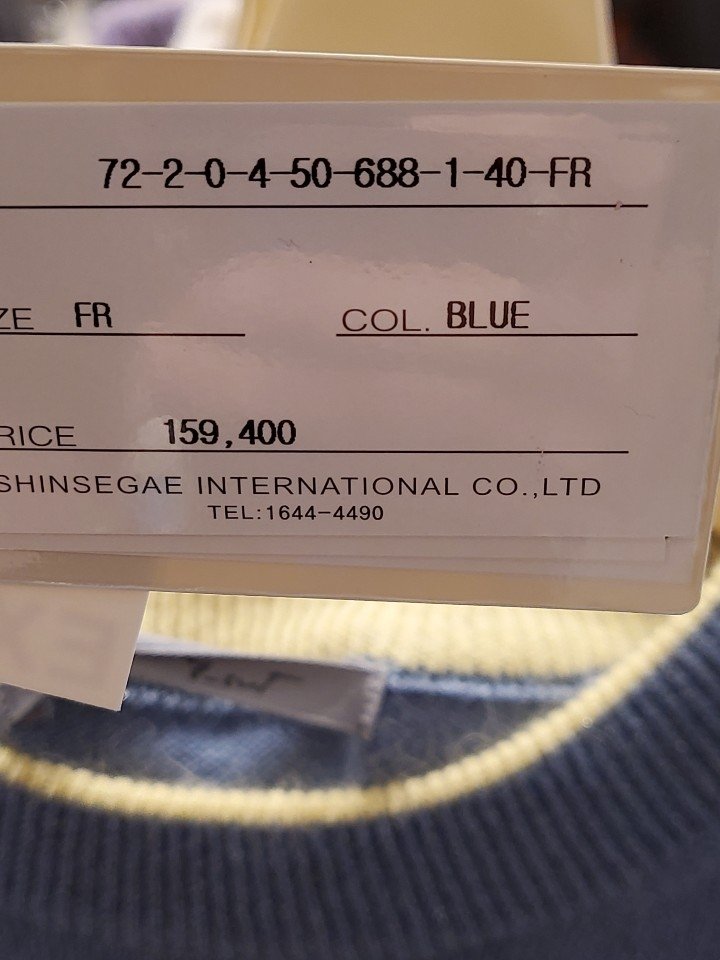 72-2-0-4-50-688-1-40-FR
ZE FR COL. BLUE
RICE 159,400
SHINSEGAE INTERNATIONAL CO.,LTD
TEL:1644-4490